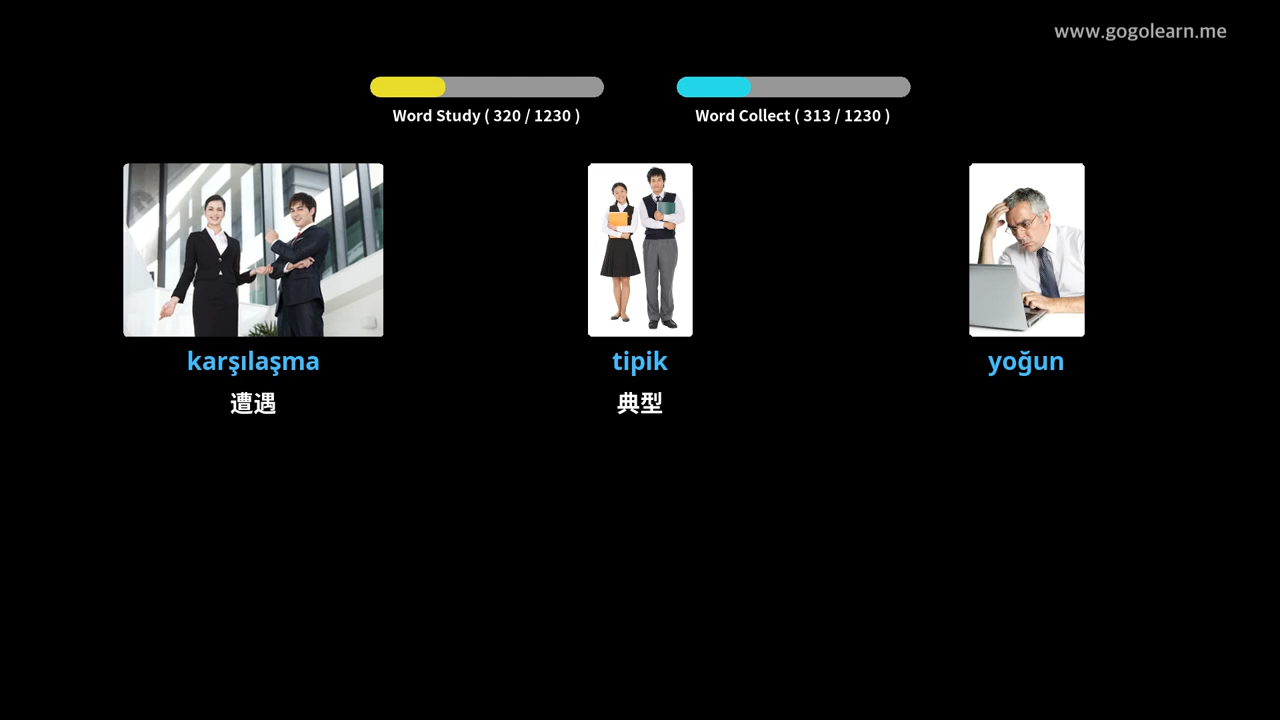 www.gogolearn.me
Word Study ( 320 / 1230 )
Word Collect ( 313 / 1230 )
karşılaşma
tipik
yoğun
遭遇
典型